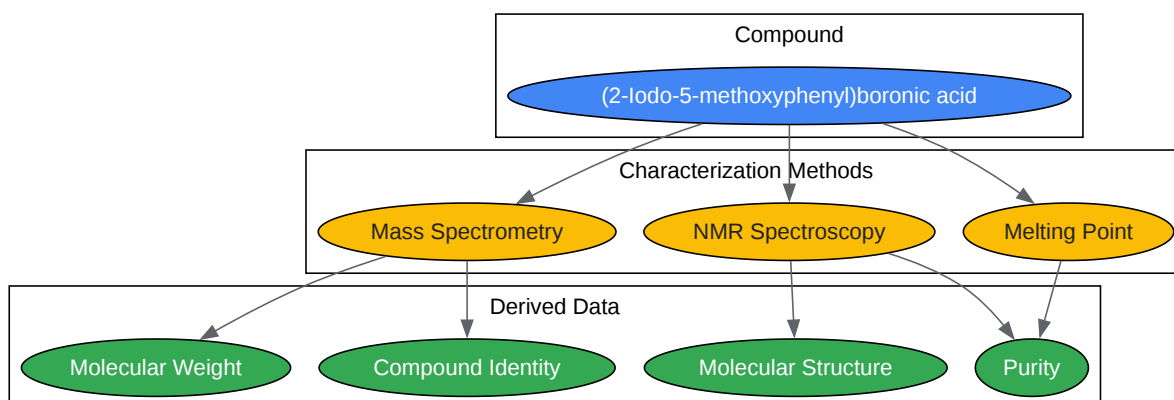 Compound
(2-Iodo-5-methoxyphenyl)boronic acid
Characterization Methods
Mass Spectrometry
NMR Spectroscopy
Melting Point
Derived Data
Molecular Weight
Compound Identity
Molecular Structure
Purity